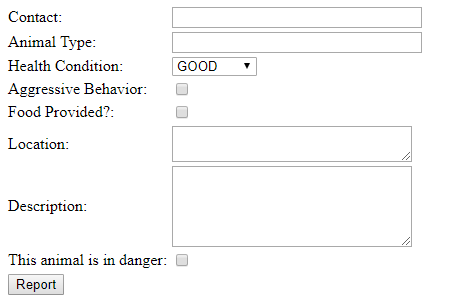 Contact:
Animal Type:
Health Condition: GOOD
Aggressive Behavior:
Food Provided?:
Location:
Description:
This animal is in danger:
Report